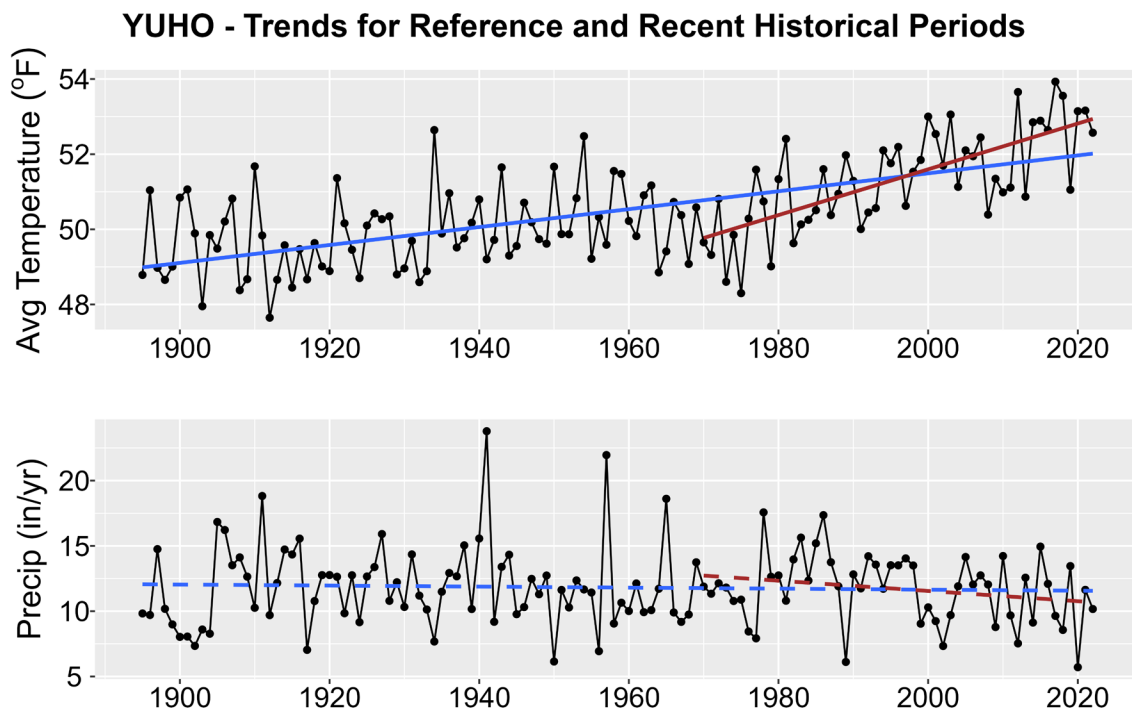 YUHO - Trends for Reference and Recent Historical Periods
Avg Temperature (°F)
54
52
50
48
1900 1920 1940 1960 1980 2000 2020
Precip (in/yr)
20
15
10
5
1900 1920 1940 1960 1980 2000 2020